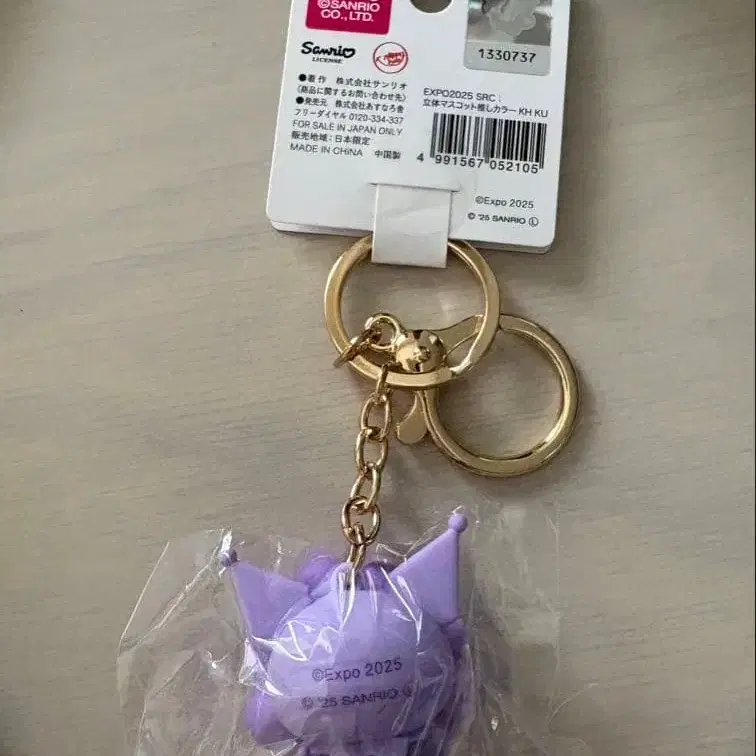 ©SANRIO
CO., LTD.
Sanrio
LICENSE
1330737
●著作 株式会社サンリオ
(商品に関するお問い合わせ先)
●発売元 株式会社あすなろ舎
フリーダイヤル 0120-334-337
FOR SALE IN JAPAN ONLY
販売地域:日本限定
MADE IN CHINA 中国製
EXPO2025 SRC:
立体マスコット推しカラー KH KU
4 991567 052105
©Expo 2025
© '25 SANRIO Ⓛ
©Expo 2025
© '25 SANRIO Ⓛ